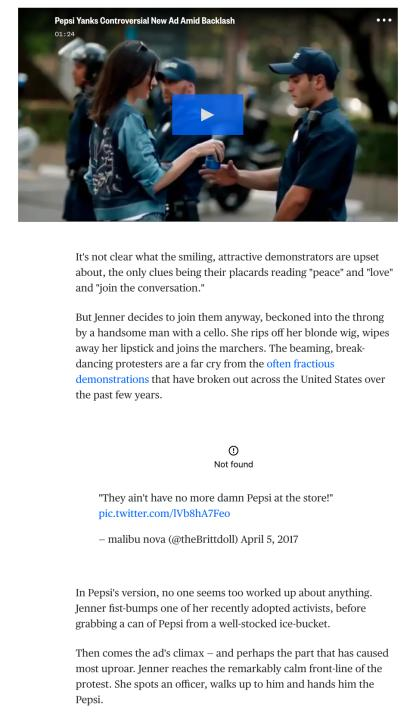 Pepsi Yanks Controversial New Ad Amid Backlash
01:24
It's not clear what the smiling, attractive demonstrators are upset
about, the only clues being their placards reading "peace" and "love"
and "join the conversation."
But Jenner decides to join them anyway, beckoned into the throng
by a handsome man with a cello. She rips off her blonde wig, wipes
away her lipstick and joins the marchers. The beaming, break-
dancing protesters are a far cry from the often fractious
demonstrations that have broken out across the United States over
the past few years.
Not found
"They ain't have no more damn Pepsi at the store!"
pic.twitter.com/lVb8hA7Feo
— malibu nova (@theBrittdoll) April 5, 2017
In Pepsi's version, no one seems too worked up about anything.
Jenner fist-bumps one of her recently adopted activists, before
grabbing a can of Pepsi from a well-stocked ice-bucket.
Then comes the ad's climax — and perhaps the part that has caused
most uproar. Jenner reaches the remarkably calm front-line of the
protest. She spots an officer, walks up to him and hands him the
Pepsi.